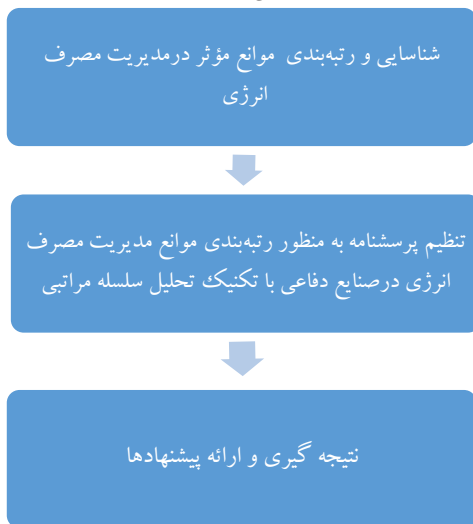 شناسایی و رتبه‌بندی موانع مؤثر درمدیریت مصرف
انرژی
تنظیم پرسشنامه به منظور رتبه‌بندی موانع مدیریت مصرف
انرژی درصنایع دفاعی با تکنیک تحلیل سلسله مراتبی
نتیجه گیری و ارائه پیشنهادها